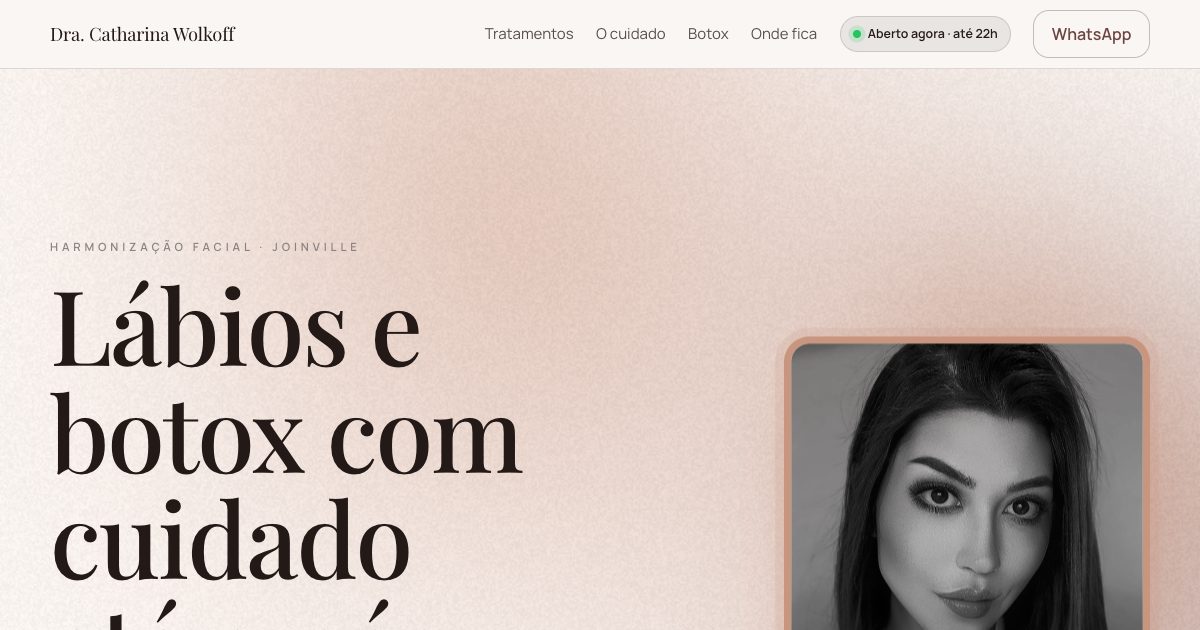 Dra. Catharina Wolkoff
Tratamentos
O cuidado
Botox
Onde fica
Aberto agora · até 22h
WhatsApp
HARMONIZAÇÃO FACIAL · JOINVILLE
Lábios e
botox com
cuidado